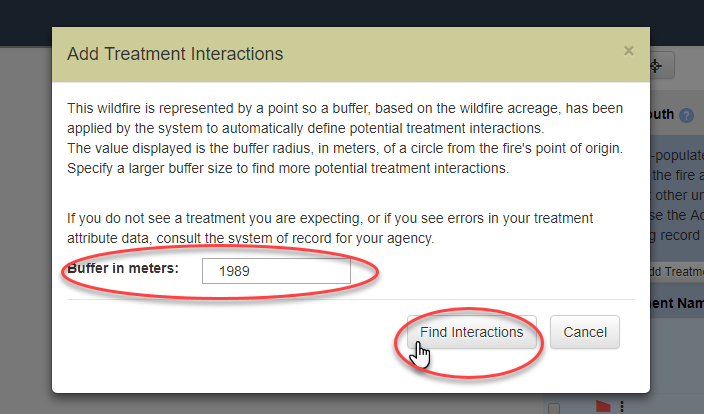 Add Treatment Interactions ×
This wildfire is represented by a point so a buffer, based on the wildfire acreage, has been
applied by the system to automatically define potential treatment interactions.
The value displayed is the buffer radius, in meters, of a circle from the fire's point of origin.
Specify a larger buffer size to find more potential treatment interactions.
If you do not see a treatment you are expecting, or if you see errors in your treatment
attribute data, consult the system of record for your agency.
Buffer in meters: 1989
Find Interactions Cancel
outh ?
-populate
the fire a
other un
se the Ad
g record
dd Treatm
ent Nam